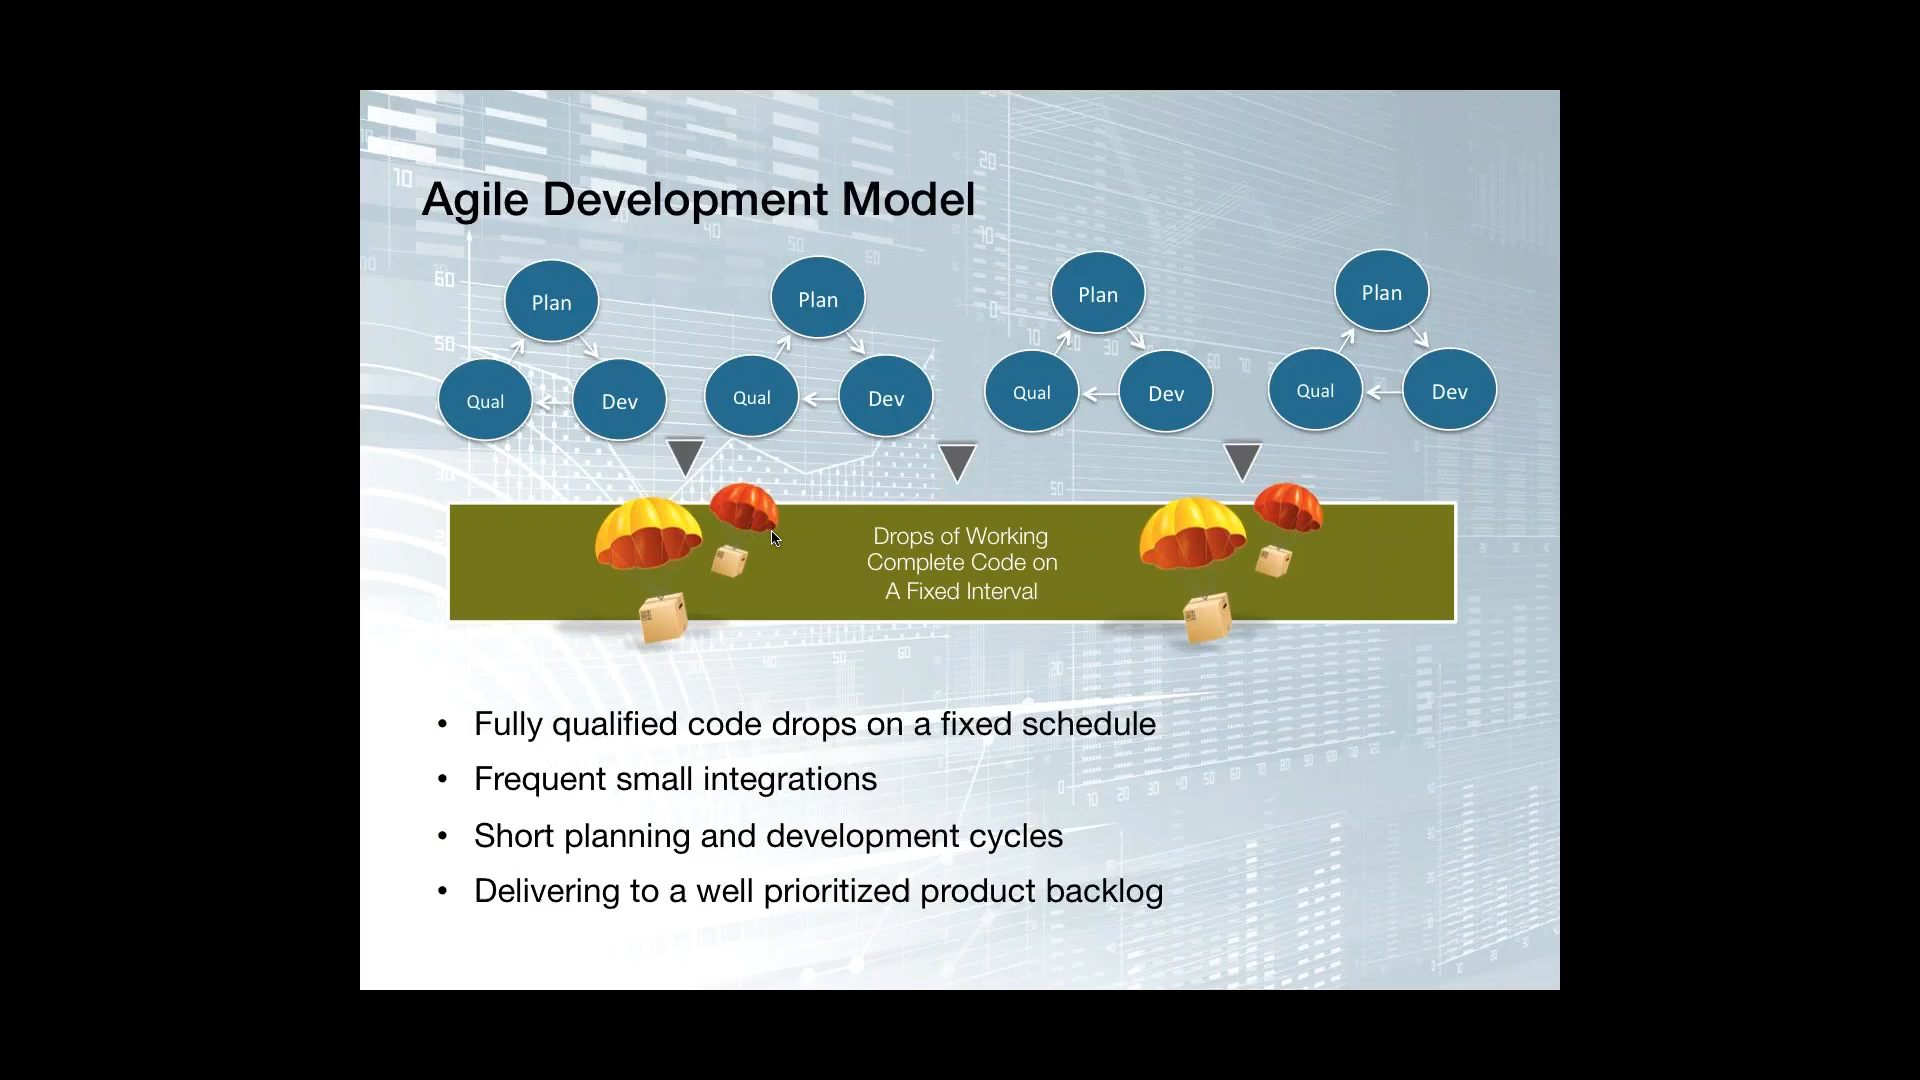 Agile Development Model
Plan
Plan
Plan
Plan
Qual
Dev
Qual
Dev
Qual
Dev
Qual
Dev
Drops of Working
Complete Code on
A Fixed Interval
• Fully qualified code drops on a fixed schedule
• Frequent small integrations
• Short planning and development cycles
• Delivering to a well prioritized product backlog